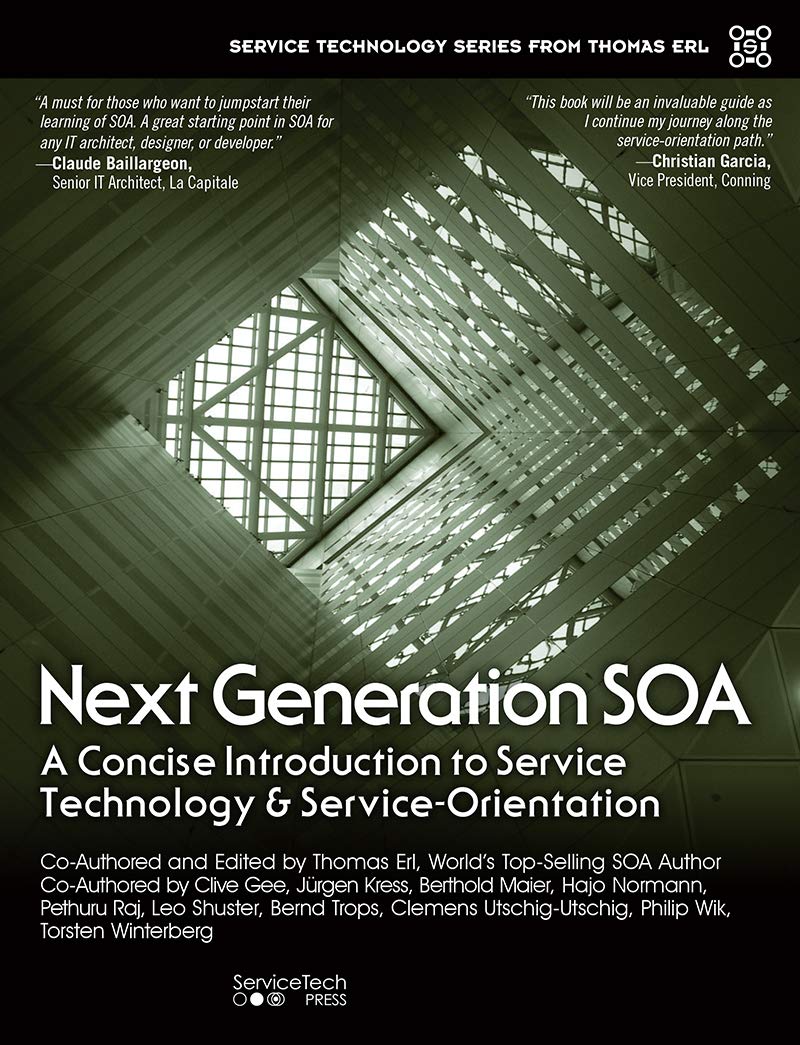 SERVICE TECHNOLOGY SERIES FROM THOMAS ERL
S
“A must for those who want to jumpstart their
learning of SOA. A great starting point in SOA for
any IT architect, designer, or developer.”
—Claude Baillargeon,
Senior IT Architect, La Capitale
“This book will be an invaluable guide as
I continue my journey along the
service-orientation path.”
—Christian Garcia,
Vice President, Conning
Next Generation SOA
A Concise Introduction to Service
Technology & Service-Orientation
Co-Authored and Edited by Thomas Erl, World’s Top-Selling SOA Author
Co-Authored by Clive Gee, Jürgen Kress, Berthold Maier, Hajo Normann,
Pethuru Raj, Leo Shuster, Bernd Trops, Clemens Utschig-Utschig, Philip Wik,
Torsten Winterberg
ServiceTech
PRESS